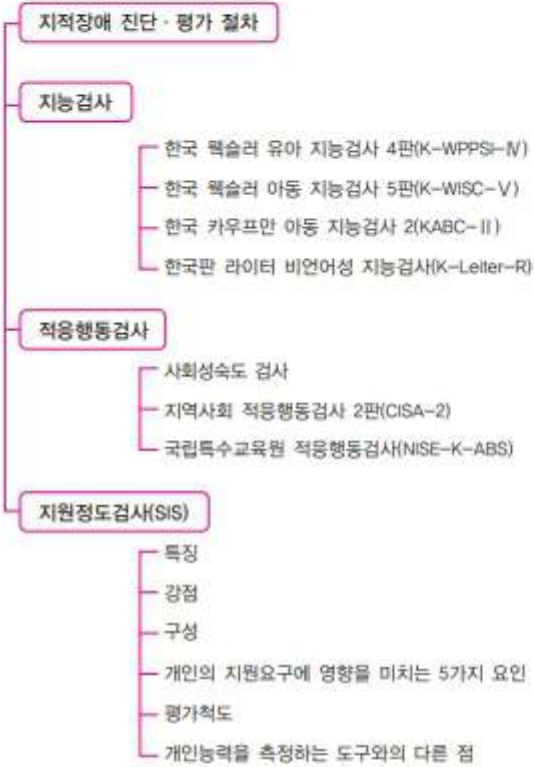 지적장애 진단 · 평가 절차
지능검사
한국 웩슬러 유아 지능검사 4판(K-WPPSI-Ⅳ)
한국 웩슬러 아동 지능검사 5판(K-WISC-Ⅴ)
한국 카우프만 아동 지능검사 2(KABC-Ⅱ)
한국판 라이터 비언어성 지능검사(K-Leiter-R)
적응행동검사
사회성숙도 검사
지역사회 적응행동검사 2판(CISA-2)
국립특수교육원 적응행동검사(NISE-K-ABS)
지원정도검사(SIS)
특징
강점
구성
개인의 지원요구에 영향을 미치는 5가지 요인
평가척도
개인능력을 측정하는 도구와의 다른 점